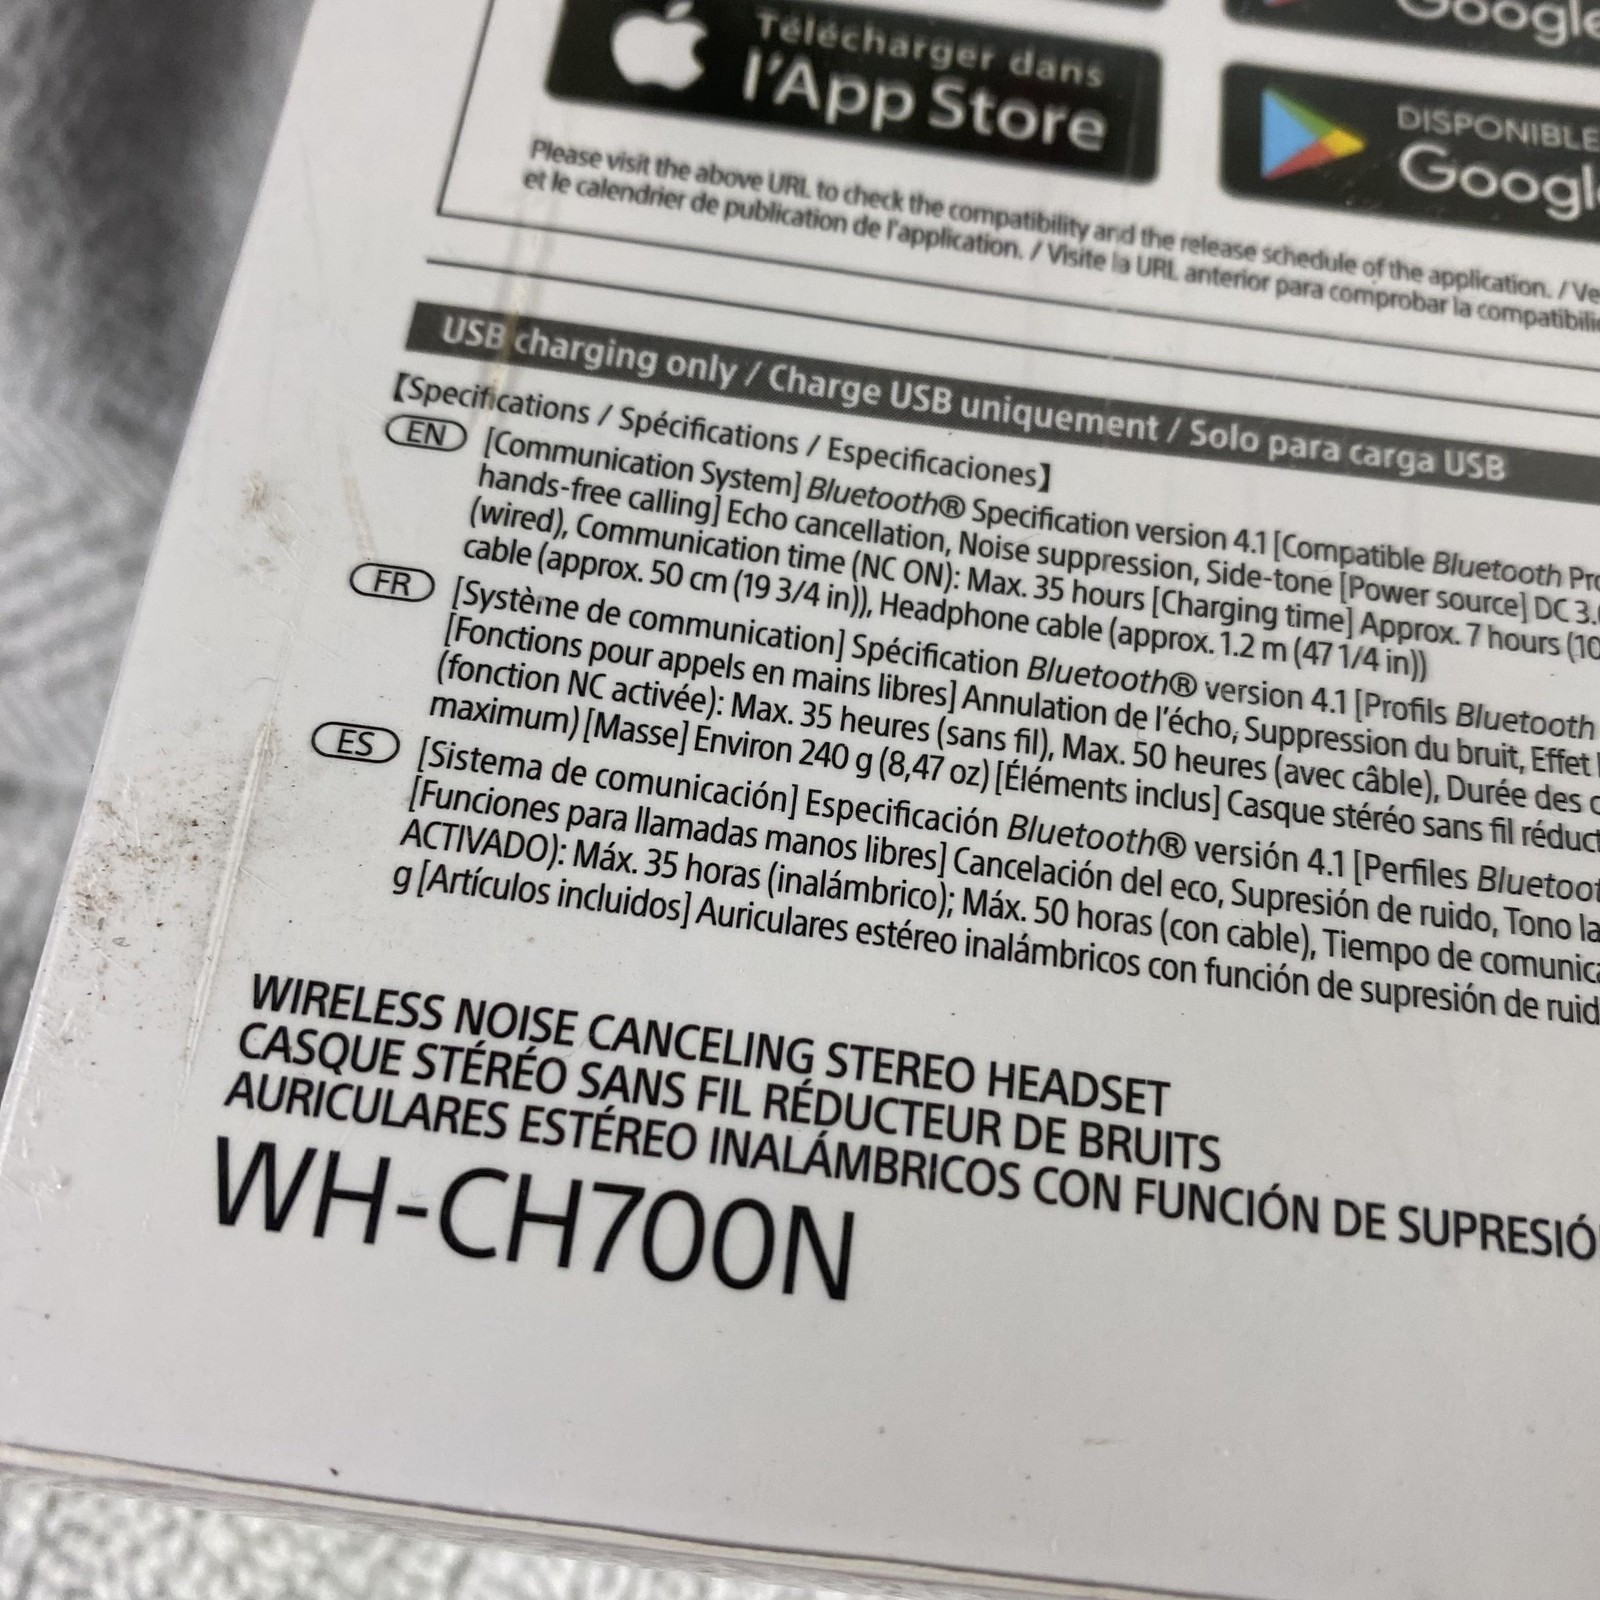 Google
Télécharger dans
l'App Store
DISPONIBLE
Googl
Please visit the above URL to check the compatibility and the release schedule of the application. / Ve
et le calendrier de publication de l'application. / Visite la URL anterior para comprobar la compatibili
USB charging only / Charge USB uniquement / Solo para carga USB
【Specifications / Spécifications / Especificaciones】
EN [Communication System] Bluetooth® Specification version 4.1 [Compatible Bluetooth Pro
hands-free calling] Echo cancellation, Noise suppression, Side-tone [Power source] DC 3.
(wired), Communication time (NC ON): Max. 35 hours [Charging time] Approx. 7 hours (10
cable (approx. 50 cm (19 3/4 in)), Headphone cable (approx. 1.2 m (47 1/4 in))
FR [Système de communication] Spécification Bluetooth® version 4.1 [Profils Bluetooth
[Fonctions pour appels en mains libres] Annulation de l'écho, Suppression du bruit, Effet
(fonction NC activée): Max. 35 heures (sans fil), Max. 50 heures (avec câble), Durée des
maximum) [Masse] Environ 240 g (8,47 oz) [Éléments inclus] Casque stéréo sans fil réduct
ES [Sistema de comunicación] Especificación Bluetooth® versión 4.1 [Perfiles Bluetoot
[Funciones para llamadas manos libres] Cancelación del eco, Supresión de ruido, Tono la
ACTIVADO): Máx. 35 horas (inalámbrico); Máx. 50 horas (con cable), Tiempo de comunica
g [Artículos incluidos] Auriculares estéreo inalámbricos con función de supresión de ruid
WIRELESS NOISE CANCELING STEREO HEADSET
CASQUE STÉRÉO SANS FIL RÉDUCTEUR DE BRUITS
AURICULARES ESTÉREO INALÁMBRICOS CON FUNCIÓN DE SUPRESIÓ
WH-CH700N